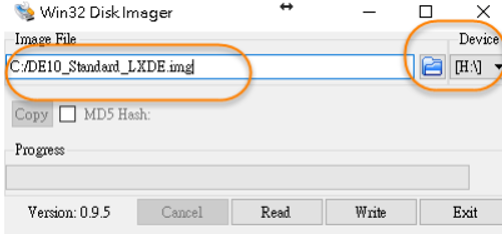 Win32 Disk Imager
Image File
Device
C:/DE10_Standard_LXDE.img
[H:\]
Copy
MD5 Hash:
Progress
Version: 0.9.5
Cancel
Read
Write
Exit